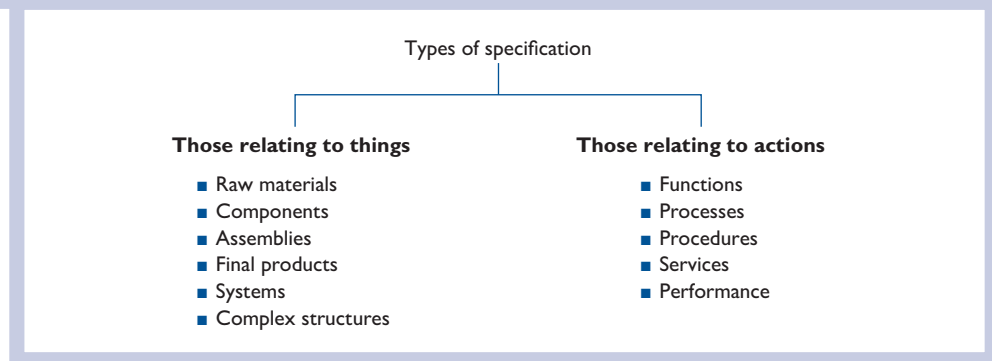 Types of specification
Those relating to things
Raw materials
Components
Assemblies
Final products
Systems
Complex structures
Those relating to actions
Functions
Processes
Procedures
Services
Performance